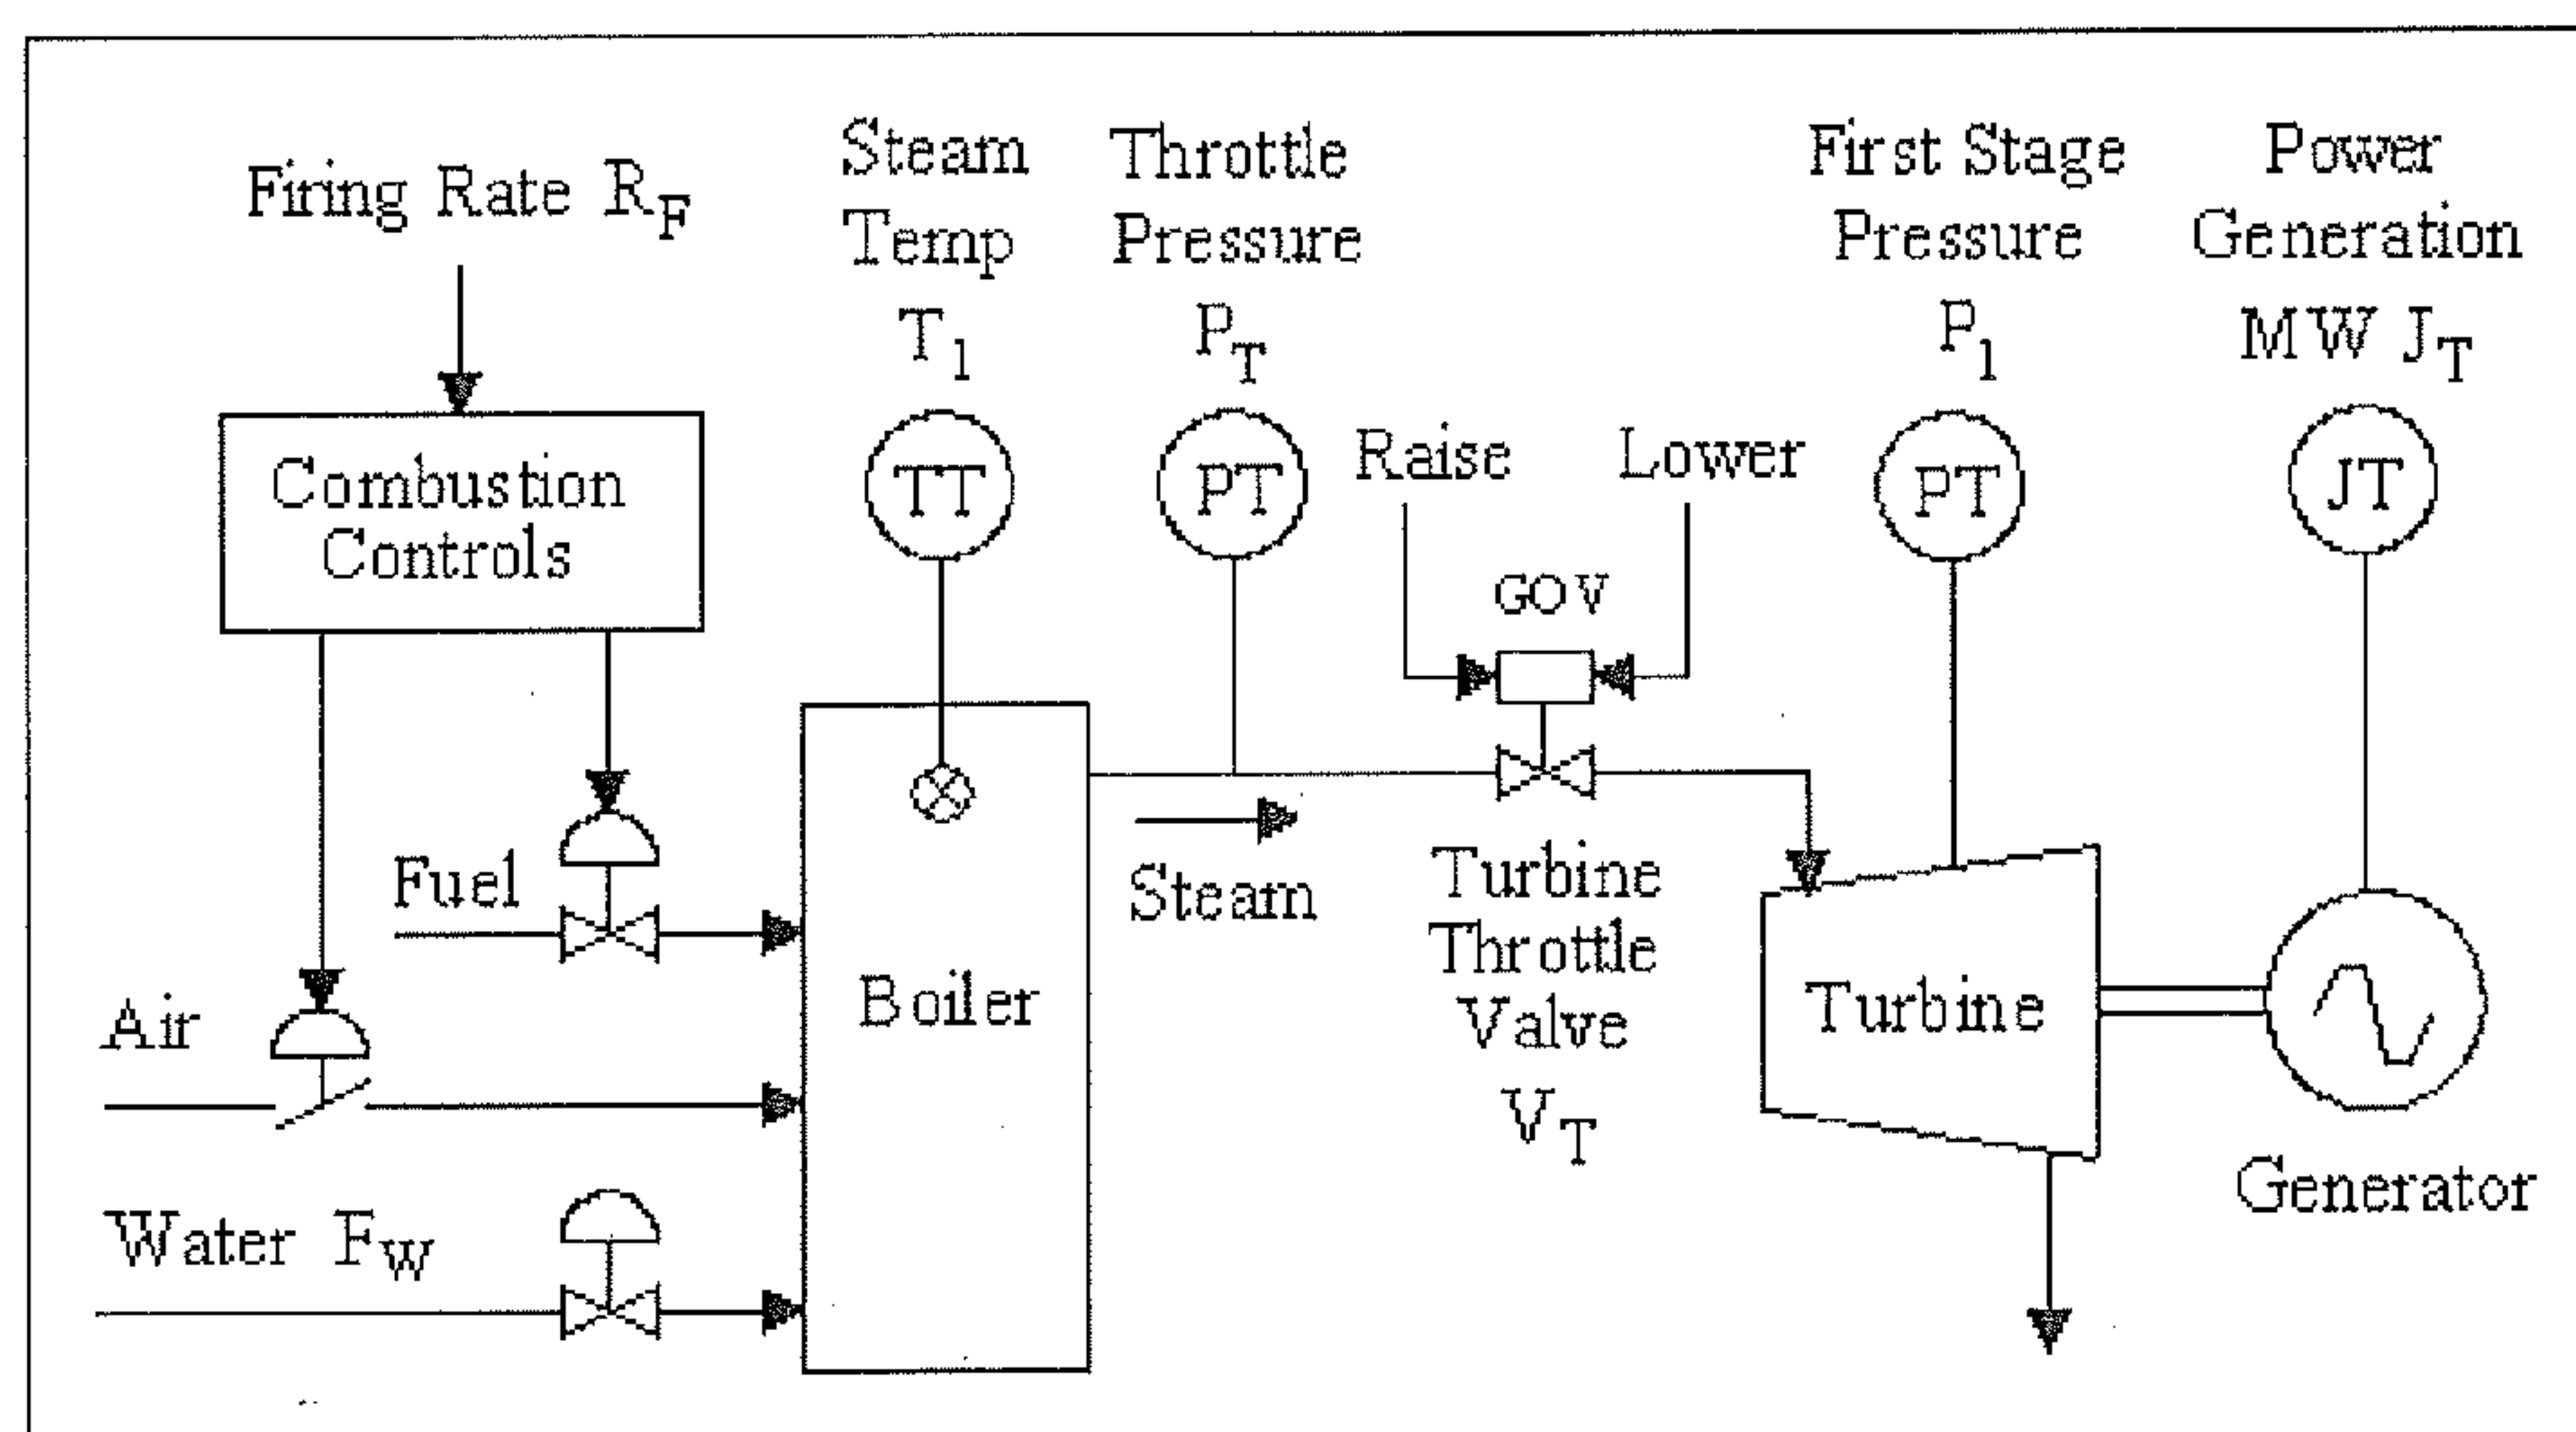 Firing Rate R_F
Steam
Temp
T_1
Throttle
Pressure
P_T
First Stage
Pressure
P_1
Power
Generation
MW J_T
Combustion
Controls
TT
PT
Raise
Lower
GOV
PT
JT
Fuel
Air
Water F_W
Boiler
Steam
Turbine
Throttle
Valve
V_T
Turbine
Generator